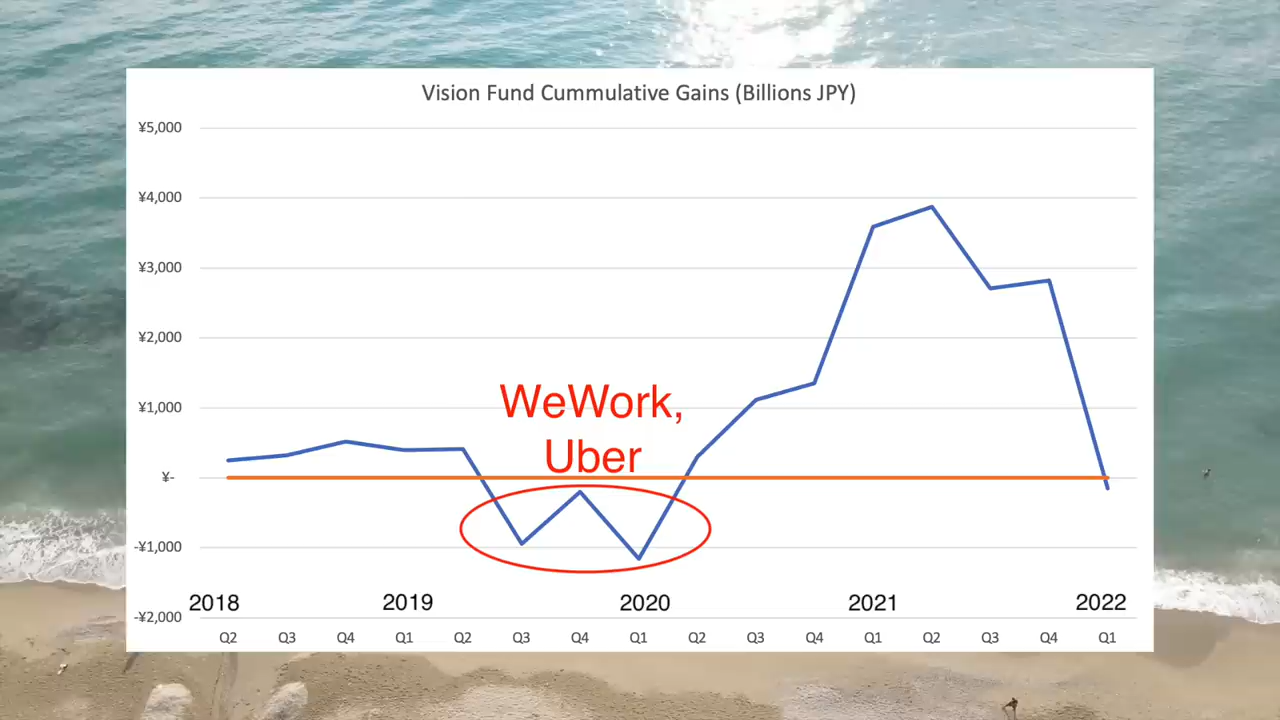 Vision Fund Cummulative Gains (Billions JPY)
¥5,000
¥4,000
¥3,000
¥2,000
¥1,000
¥-
-¥1,000
-¥2,000
WeWork,
Uber
2018 2019 2020 2021 2022
Q2 Q3 Q4 Q1 Q2 Q3 Q4 Q1 Q2 Q3 Q4 Q1 Q2 Q3 Q4 Q1